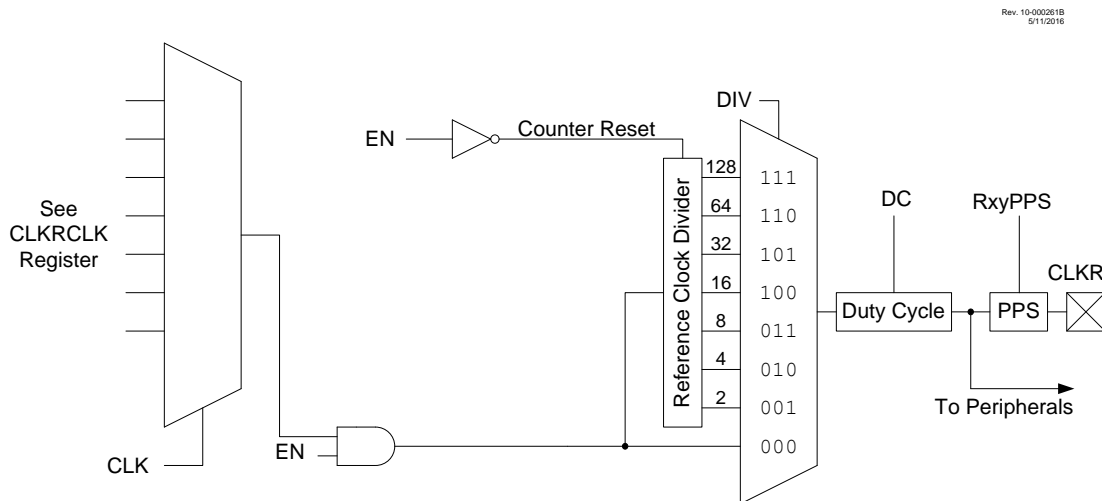 Rev. 10-000261B
5/11/2016
DIV
EN
Counter Reset
See
CLKRCLK
Register
Reference Clock Divider
128
111
64
110
32
101
16
100
8
011
4
010
2
001
000
DC
RxyPPS
CLKR
Duty Cycle
PPS
To Peripherals
EN
CLK